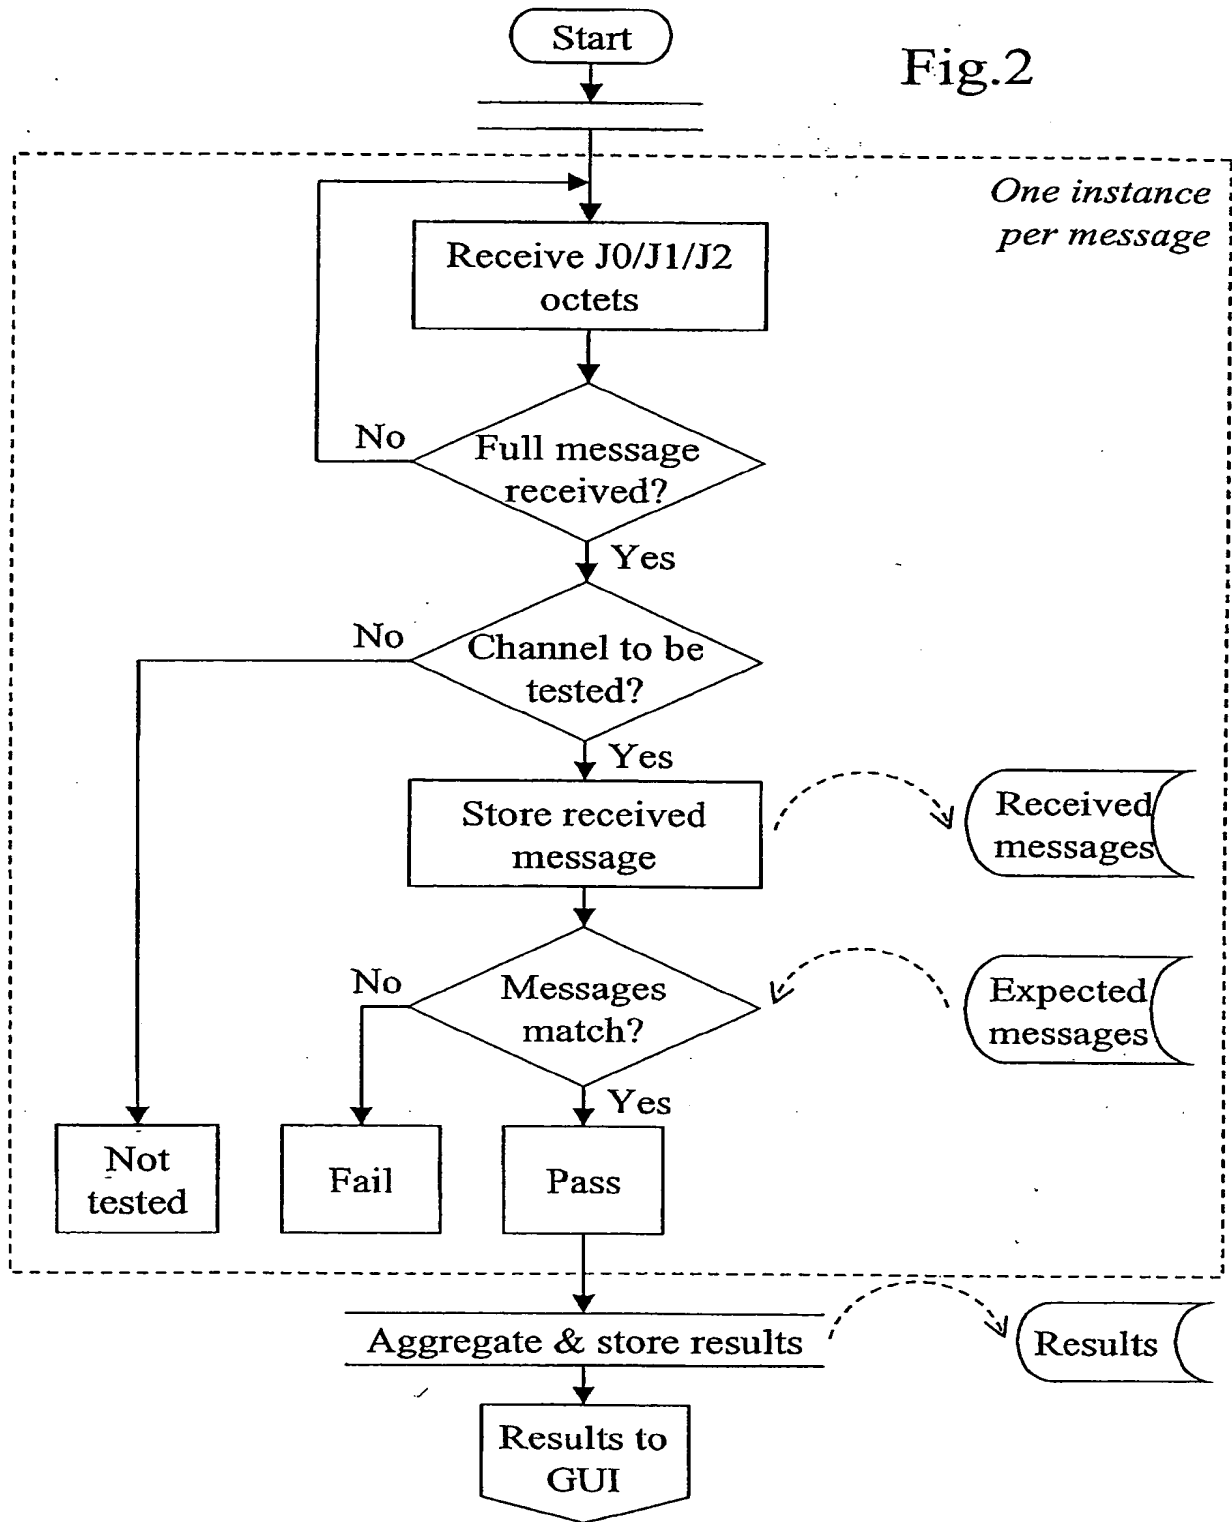 Start
Fig.2
One instance
per message
Receive J0/J1/J2
octets
No
Full message
received?
Yes
No
Channel to be
tested?
Yes
Store received
message
Received
messages
No
Messages
match?
Expected
messages
Yes
Not
tested
Fail
Pass
Aggregate & store results
Results
Results to
GUI